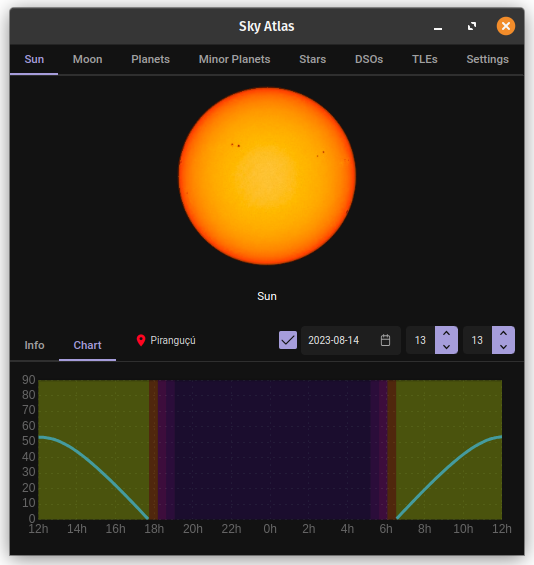 Sky Atlas
Sun Moon Planets Minor Planets Stars DSOs TLEs Settings
Sun
Info Chart Piranguçú 2023-08-14 13 13
90
80
70
60
50
40
30
20
10
0
12h 14h 16h 18h 20h 22h 0h 2h 4h 6h 8h 10h 12h